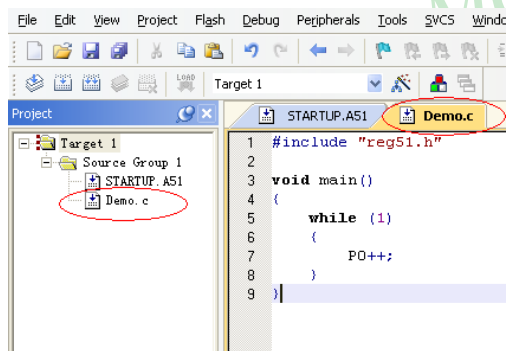 File Edit View Project Flash Debug Peripherals Tools SVCS Windo
LOAD Target 1
Project
STARTUP.A51 Demo.c
Target 1
Source Group 1
STARTUP.A51
Demo.c
1 #include "reg51.h"
2
3 void main()
4 {
5 while (1)
6 {
7 P0++;
8 }
9 }